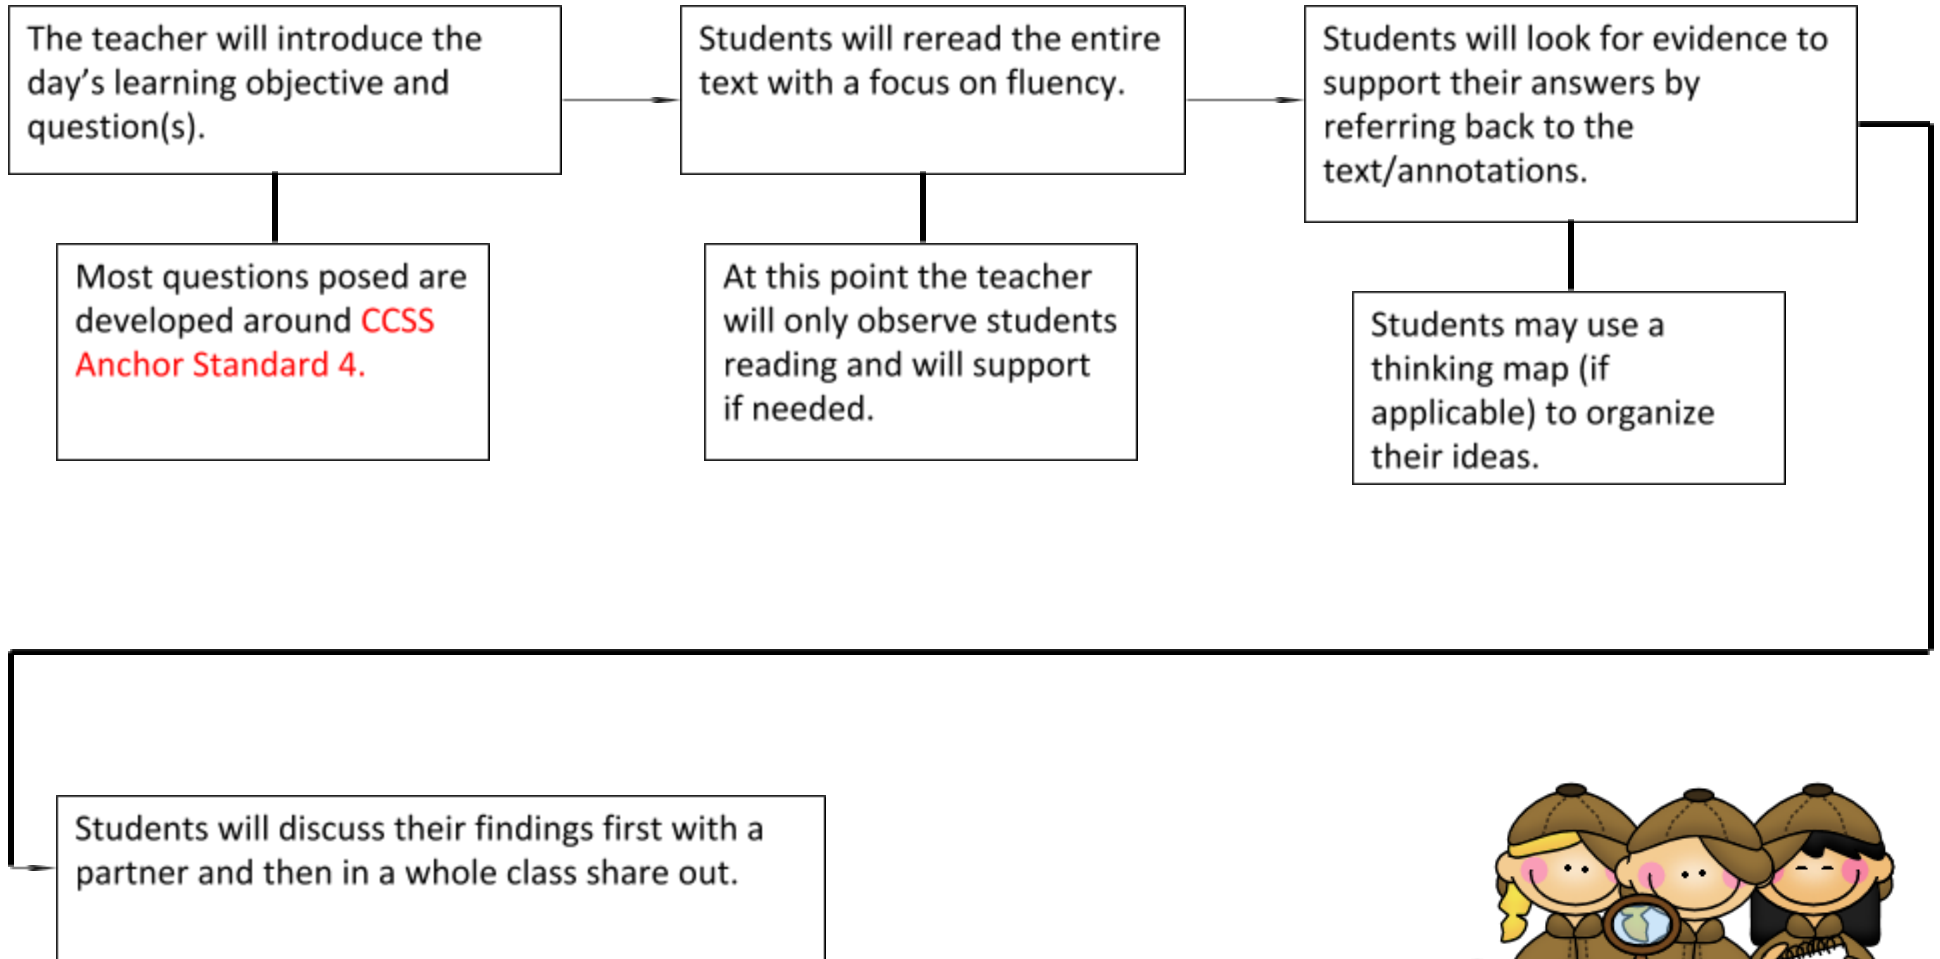 The teacher will introduce the
day’s learning objective and
question(s).
Students will reread the entire
text with a focus on fluency.
Students will look for evidence to
support their answers by
referring back to the
text/annotations.
Most questions posed are
developed around CCSS
Anchor Standard 4.
At this point the teacher
will only observe students
reading and will support
if needed.
Students may use a
thinking map (if
applicable) to organize
their ideas.
Students will discuss their findings first with a
partner and then in a whole class share out.